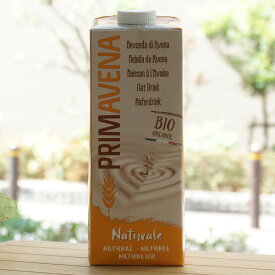 PRIMAVENA
Bevanda di Avena
Bebida de Avena
Boisson à l'Avoine
Oat Drink
Haferdrink
BIO
ORGANIC
Naturale
NATURAL NATUREL
NATÜRLICH